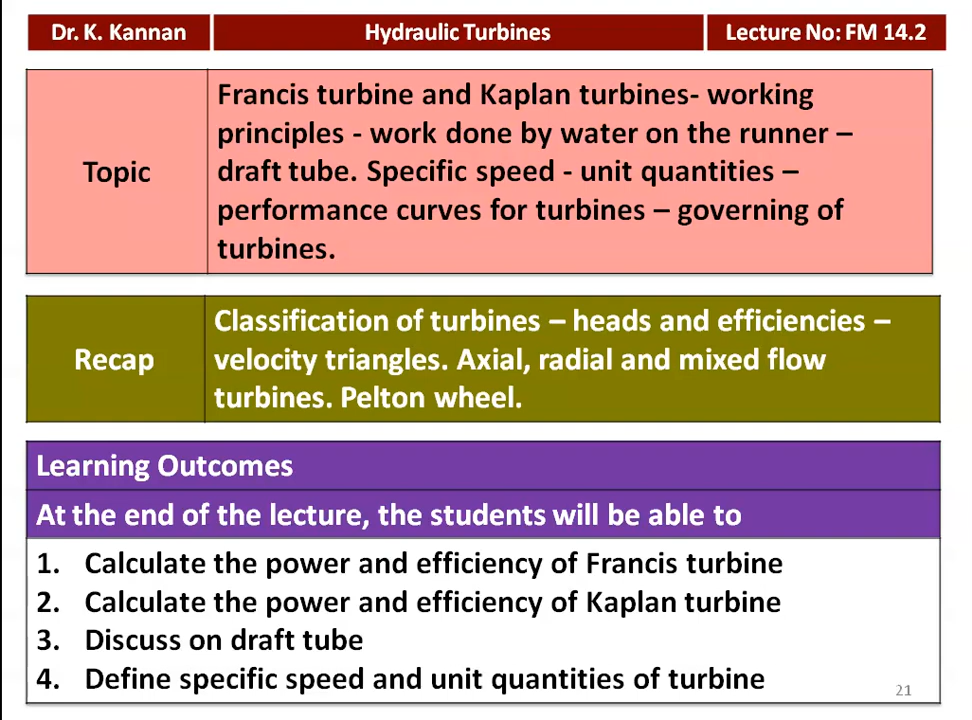 Dr. K. Kannan
Hydraulic Turbines
Lecture No: FM 14.2
Topic
Francis turbine and Kaplan turbines- working
principles - work done by water on the runner –
draft tube. Specific speed - unit quantities –
performance curves for turbines – governing of
turbines.
Recap
Classification of turbines – heads and efficiencies –
velocity triangles. Axial, radial and mixed flow
turbines. Pelton wheel.
Learning Outcomes
At the end of the lecture, the students will be able to
1. Calculate the power and efficiency of Francis turbine
2. Calculate the power and efficiency of Kaplan turbine
3. Discuss on draft tube
4. Define specific speed and unit quantities of turbine
21